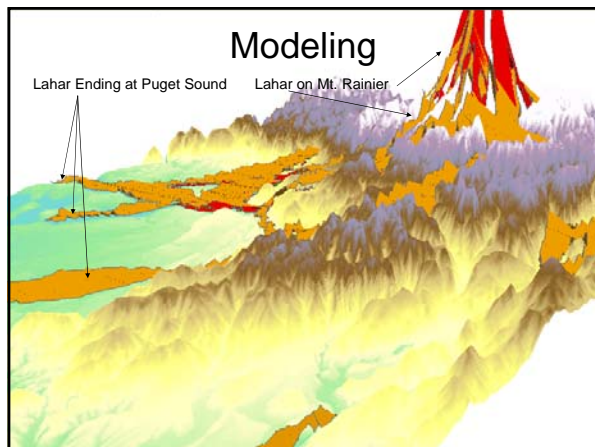 Modeling
Lahar Ending at Puget Sound
Lahar on Mt. Rainier